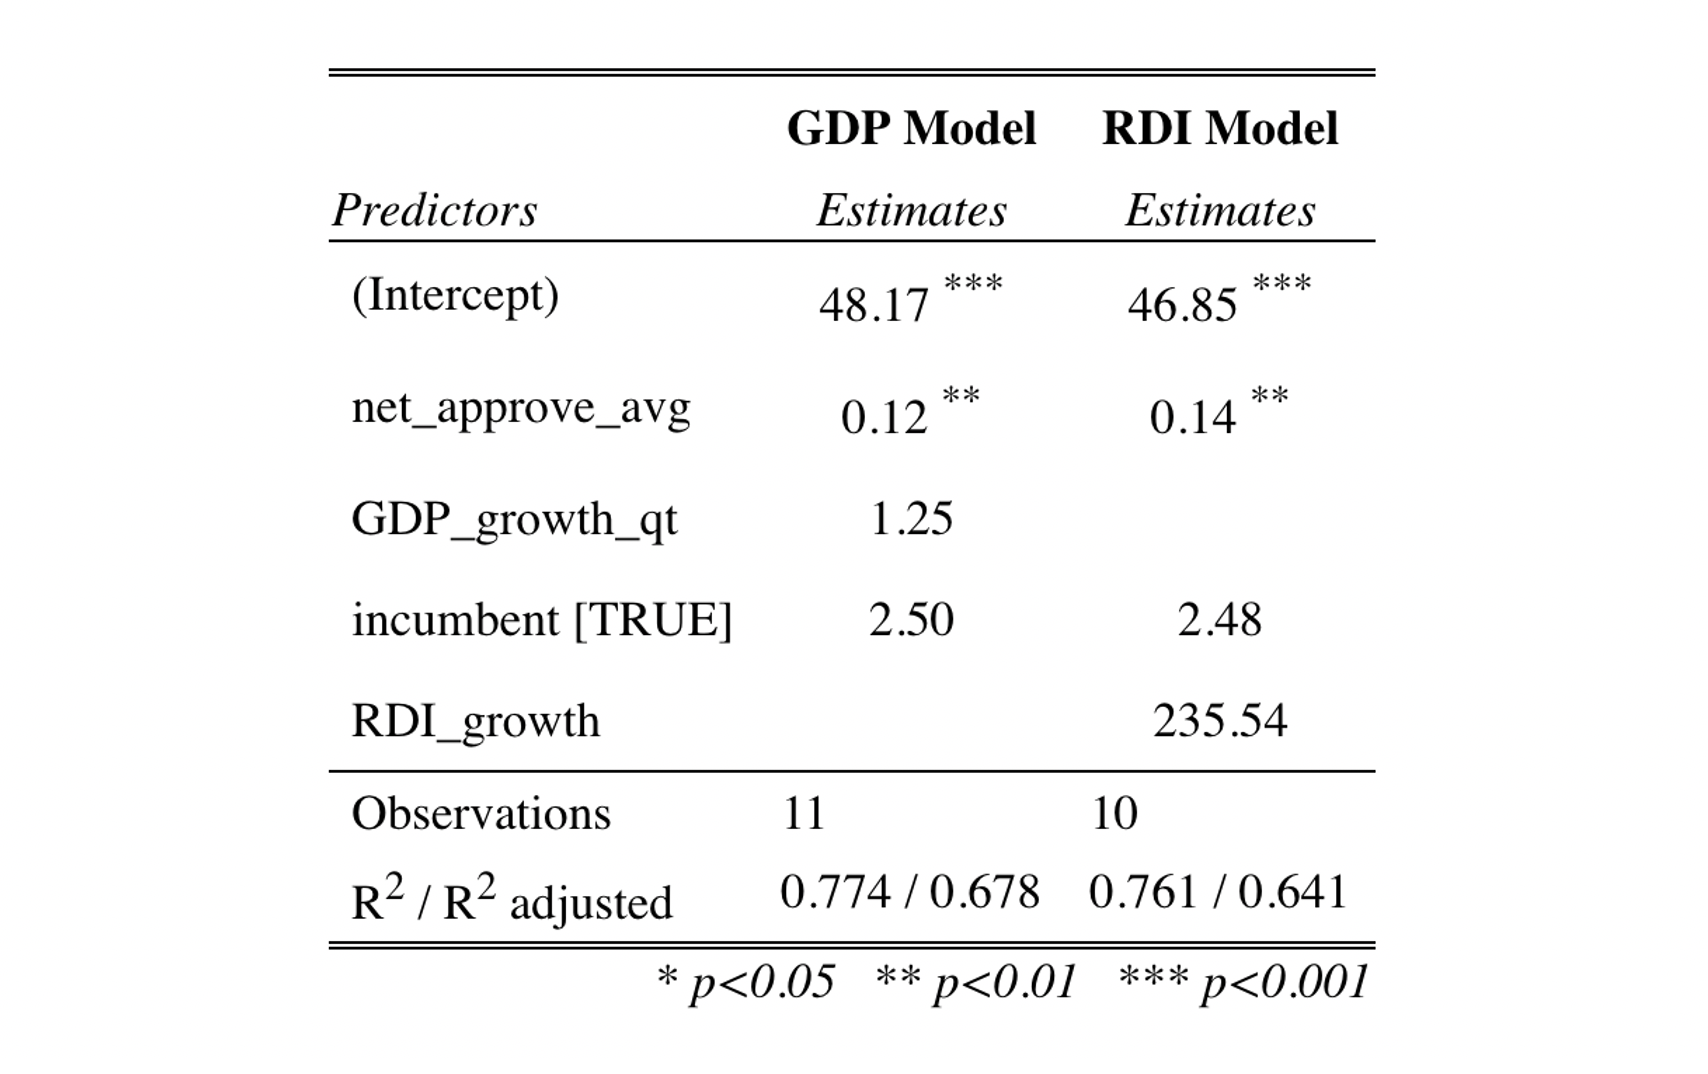 GDP Model RDI Model
Predictors Estimates Estimates
(Intercept) 48.17 *** 46.85 ***
net_approve_avg 0.12 ** 0.14 **
GDP_growth_qt 1.25
incumbent [TRUE] 2.50 2.48
RDI_growth 235.54
Observations 11 10
R² / R² adjusted 0.774 / 0.678 0.761 / 0.641
* p<0.05 ** p<0.01 *** p<0.001